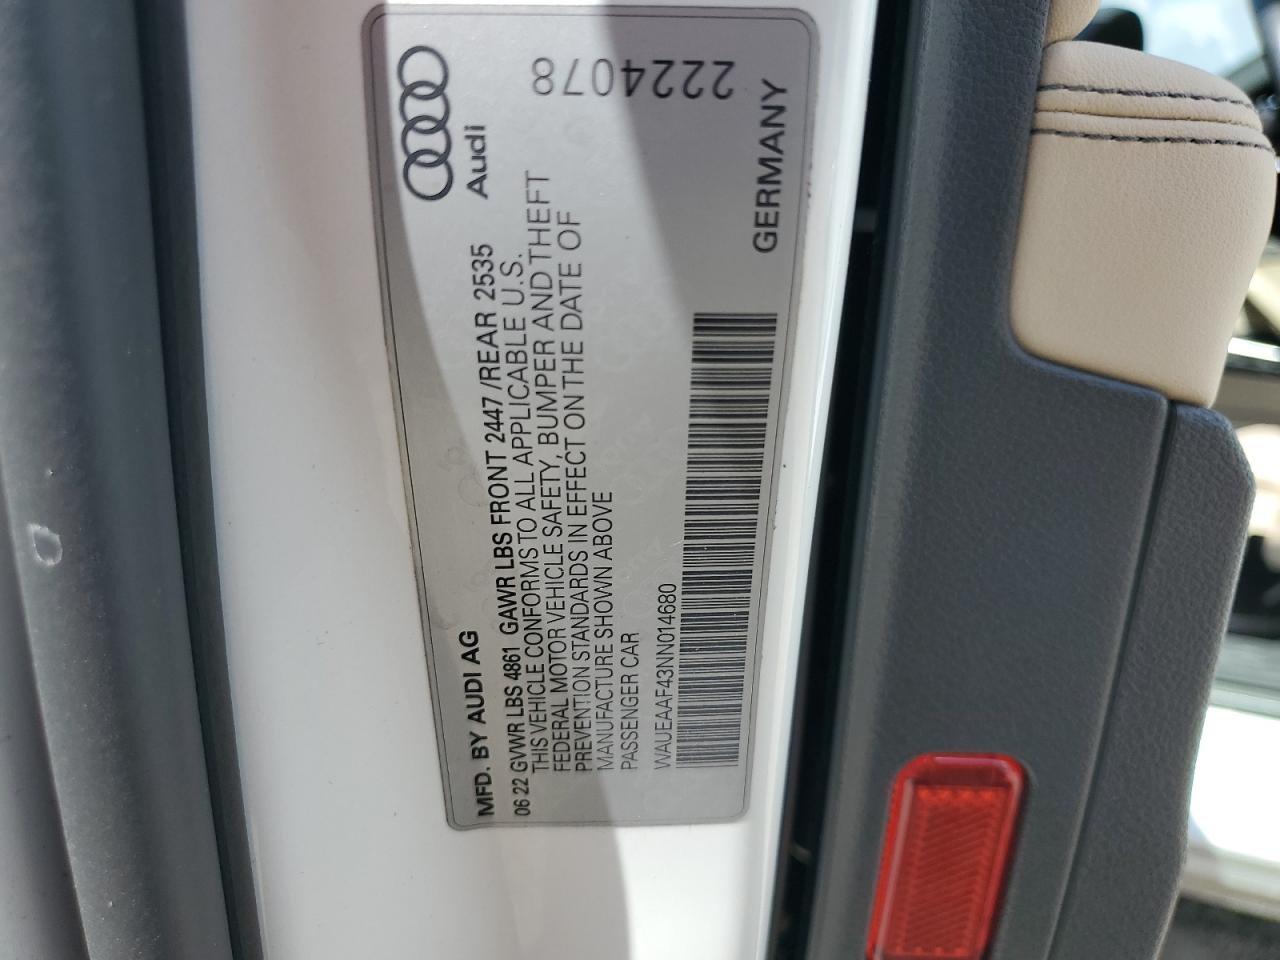 Audi
2224078
MFD. BY AUDI AG
06 22 GVWR LBS 4861 GAWR LBS FRONT 2447 /REAR 2535
THIS VEHICLE CONFORMS TO ALL APPLICABLE U.S.
FEDERAL MOTOR VEHICLE SAFETY, BUMPER AND THEFT
PREVENTION STANDARDS IN EFFECT ON THE DATE OF
MANUFACTURE SHOWN ABOVE
PASSENGER CAR
WAUEAAF43NN014680
GERMANY